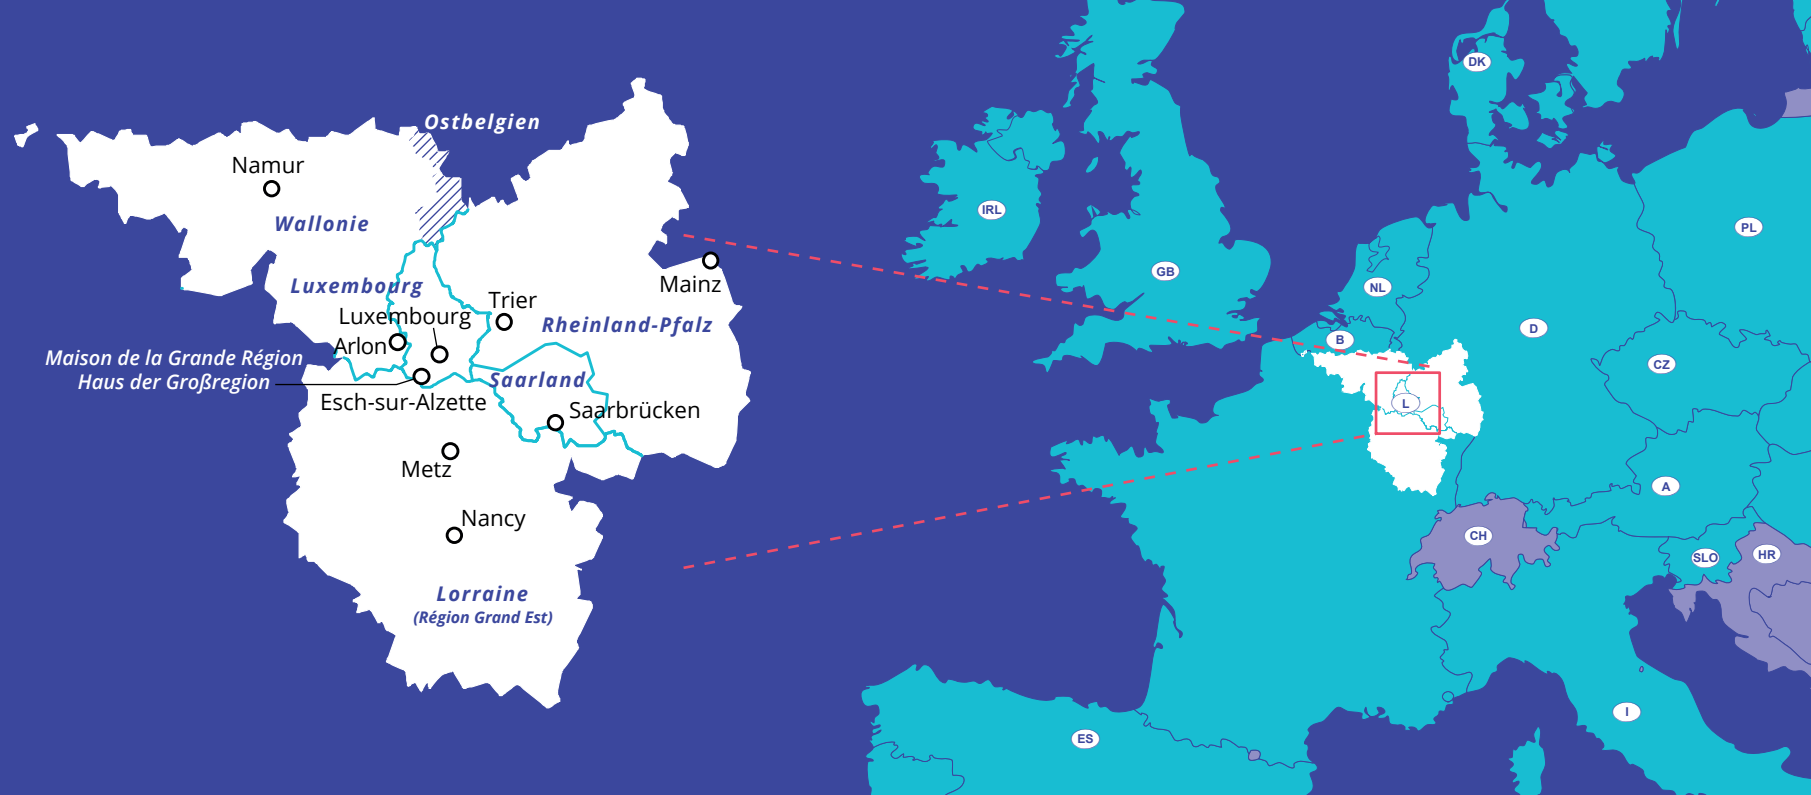 Ostbelgien
Namur
Wallonie
Mainz
Luxembourg
Trier
Luxembourg
Rheinland-Pfalz
Arlon
Maison de la Grande Région
Haus der Großregion
Saarland
Esch-sur-Alzette
Saarbrücken
Metz
Nancy
Lorraine
(Région Grand Est)
DK
IRL
PL
GB
NL
D
B
CZ
L
A
CH
SLO
HR
I
ES